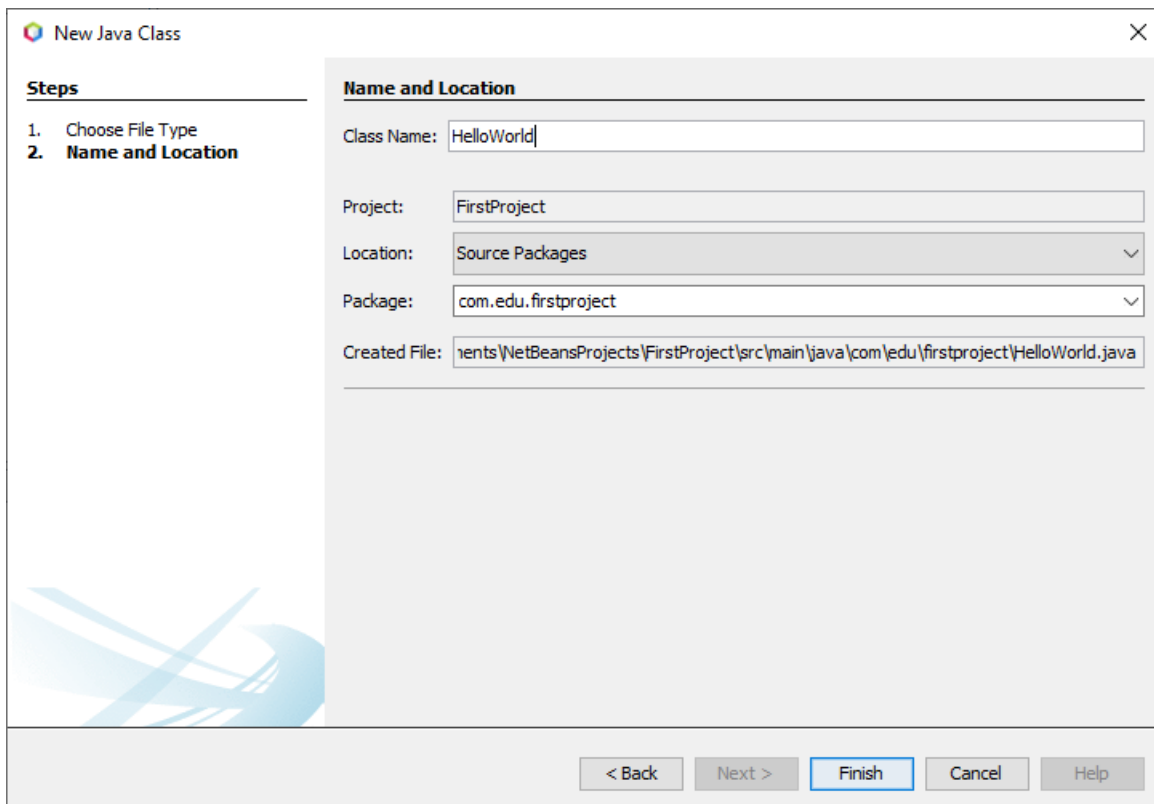 New Java Class
Steps
1. Choose File Type
2. Name and Location
Name and Location
Class Name: HelloWorld
Project: FirstProject
Location: Source Packages
Package: com.edu.firstproject
Created File: nents\NetBeansProjects\FirstProject\src\main\java\com\edu\firstproject\HelloWorld.java
< Back Next > Finish Cancel Help